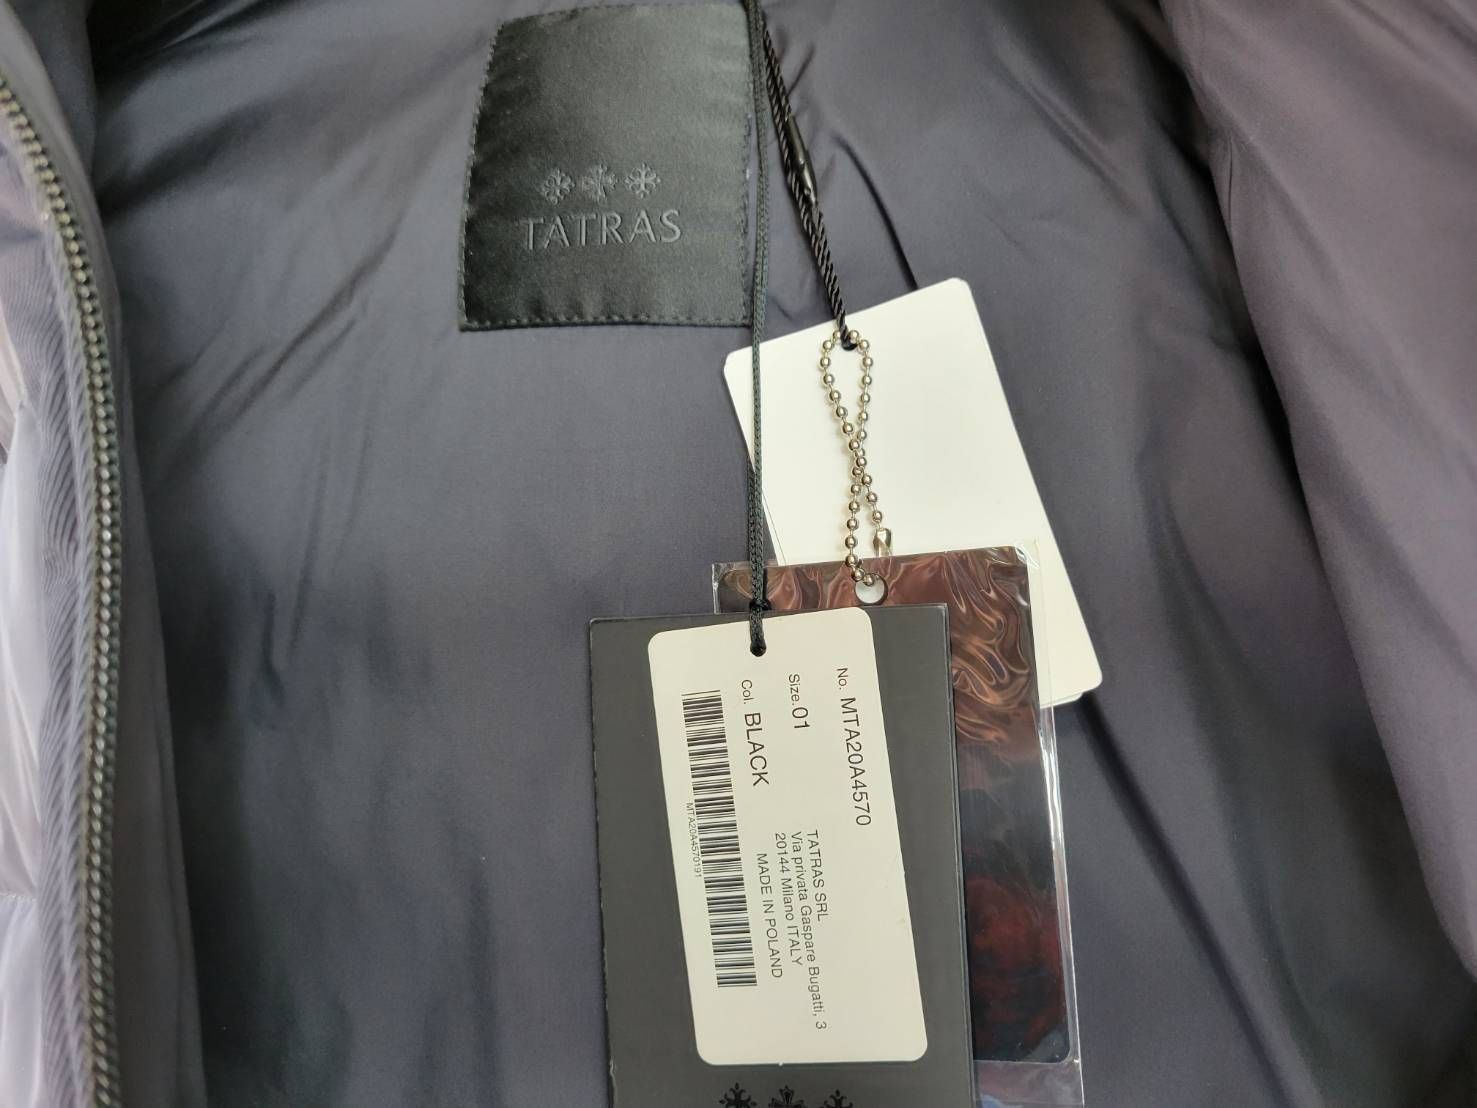 TATRAS
No. MTA20A4570
Size.01
Col. BLACK
TATRAS SRL
Via privata Gaspare Bugatti, 3
20144 Milano ITALY
MADE IN POLAND
MTA20A4570191